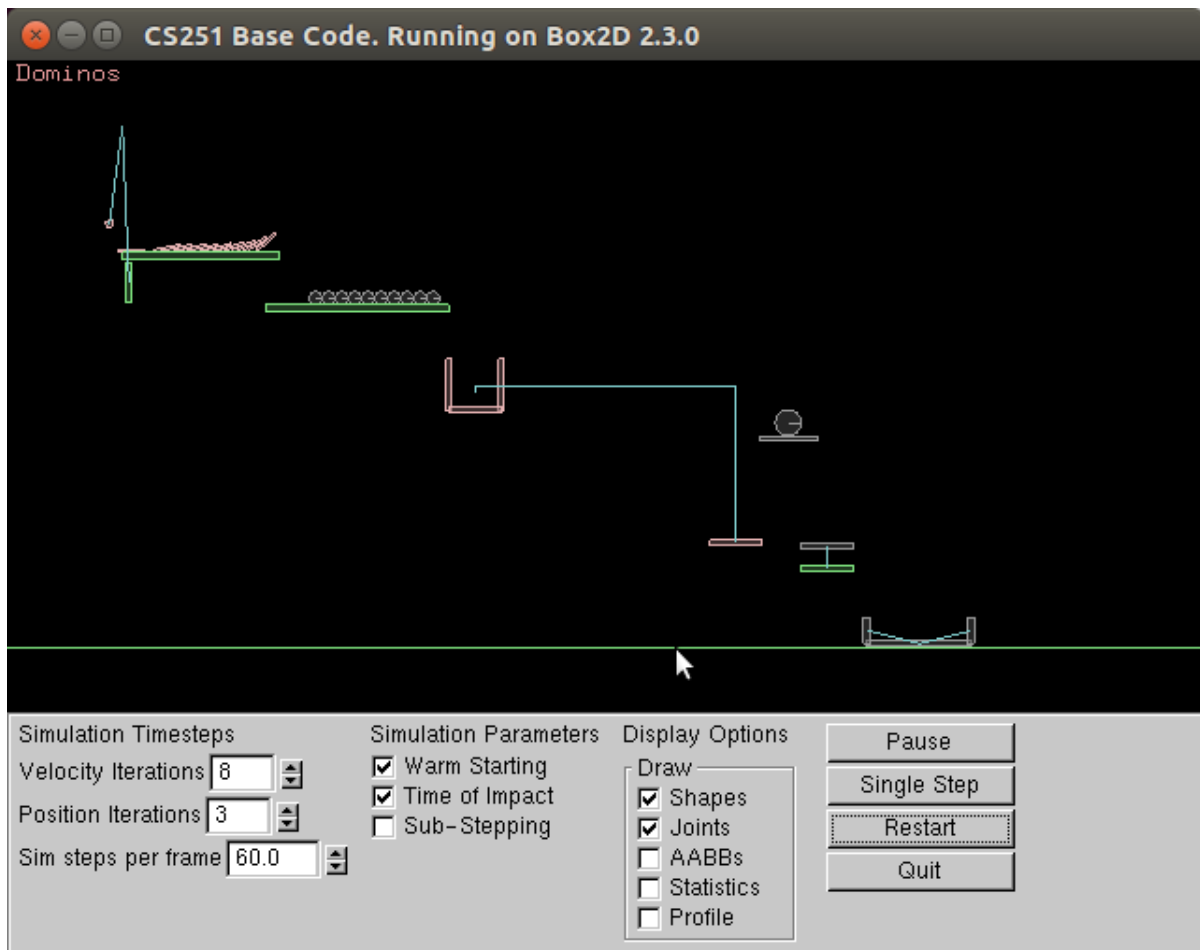 CS251 Base Code. Running on Box2D 2.3.0
Dominos
Simulation Timesteps
Velocity Iterations 8
Position Iterations 3
Sim steps per frame 60.0
Simulation Parameters
Warm Starting
Time of Impact
Sub-Stepping
Display Options
Draw
Shapes
Joints
AABBs
Statistics
Profile
Pause
Single Step
Restart
Quit